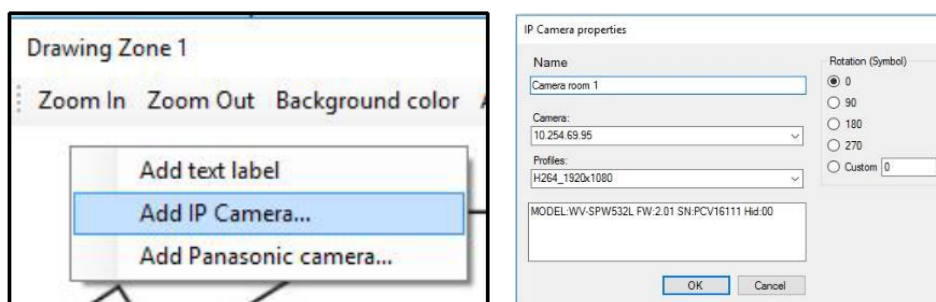 Drawing Zone 1
Zoom In Zoom Out Background color
Add text label
Add IP Camera...
Add Panasonic camera...
IP Camera properties
Name
Camera room 1
Camera:
10.254.69.95
Profiles:
H264_1920x1080
MODEL:WV-SPW532L FW:2.01 SN:PCV16111 Hid:00
OK Cancel
Rotation (Symbol)
0
90
180
270
Custom 0